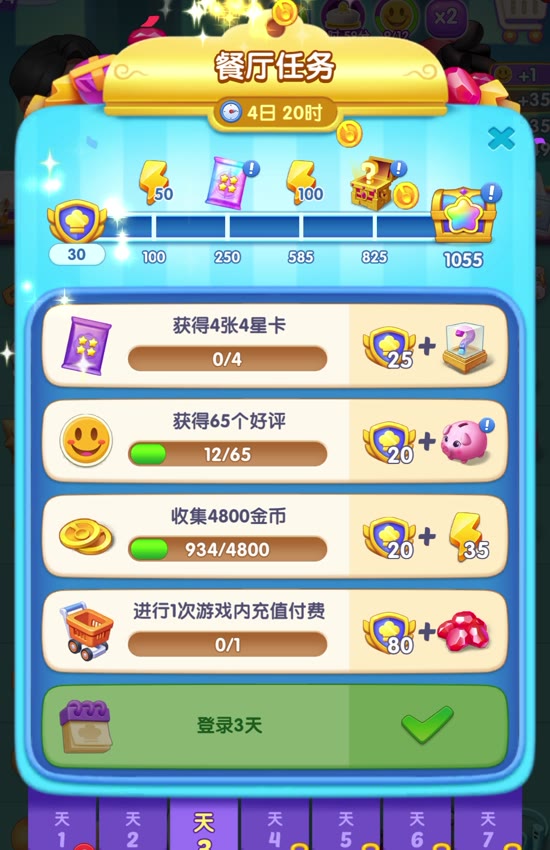 x2
+1
+35
餐厅任务
4日 20时
50
100
30
100
250
585
825
1055
获得4张4星卡
0/4
25
+
获得65个好评
12/65
20
+
收集4800金币
934/4800
20
+
35
进行1次游戏内充值付费
0/1
80
+
登录3天
天 天 天 天 天 天 天
1 2 3 4 5 6 7